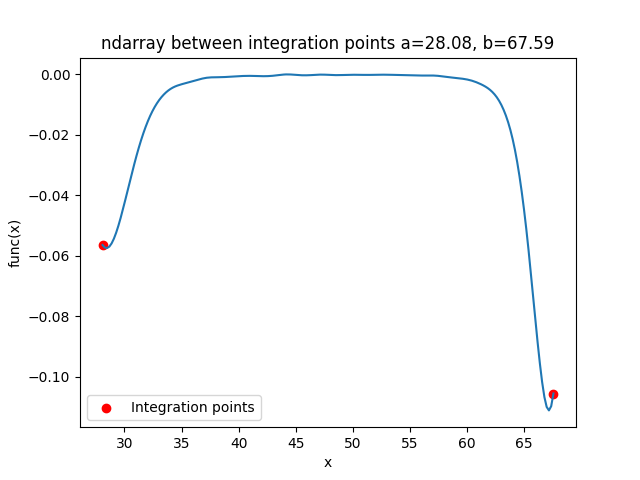 ndarray between integration points a=28.08, b=67.59
0.00
−0.02
−0.04
−0.06
−0.08
−0.10
func(x)
Integration points
30 35 40 45 50 55 60 65
x